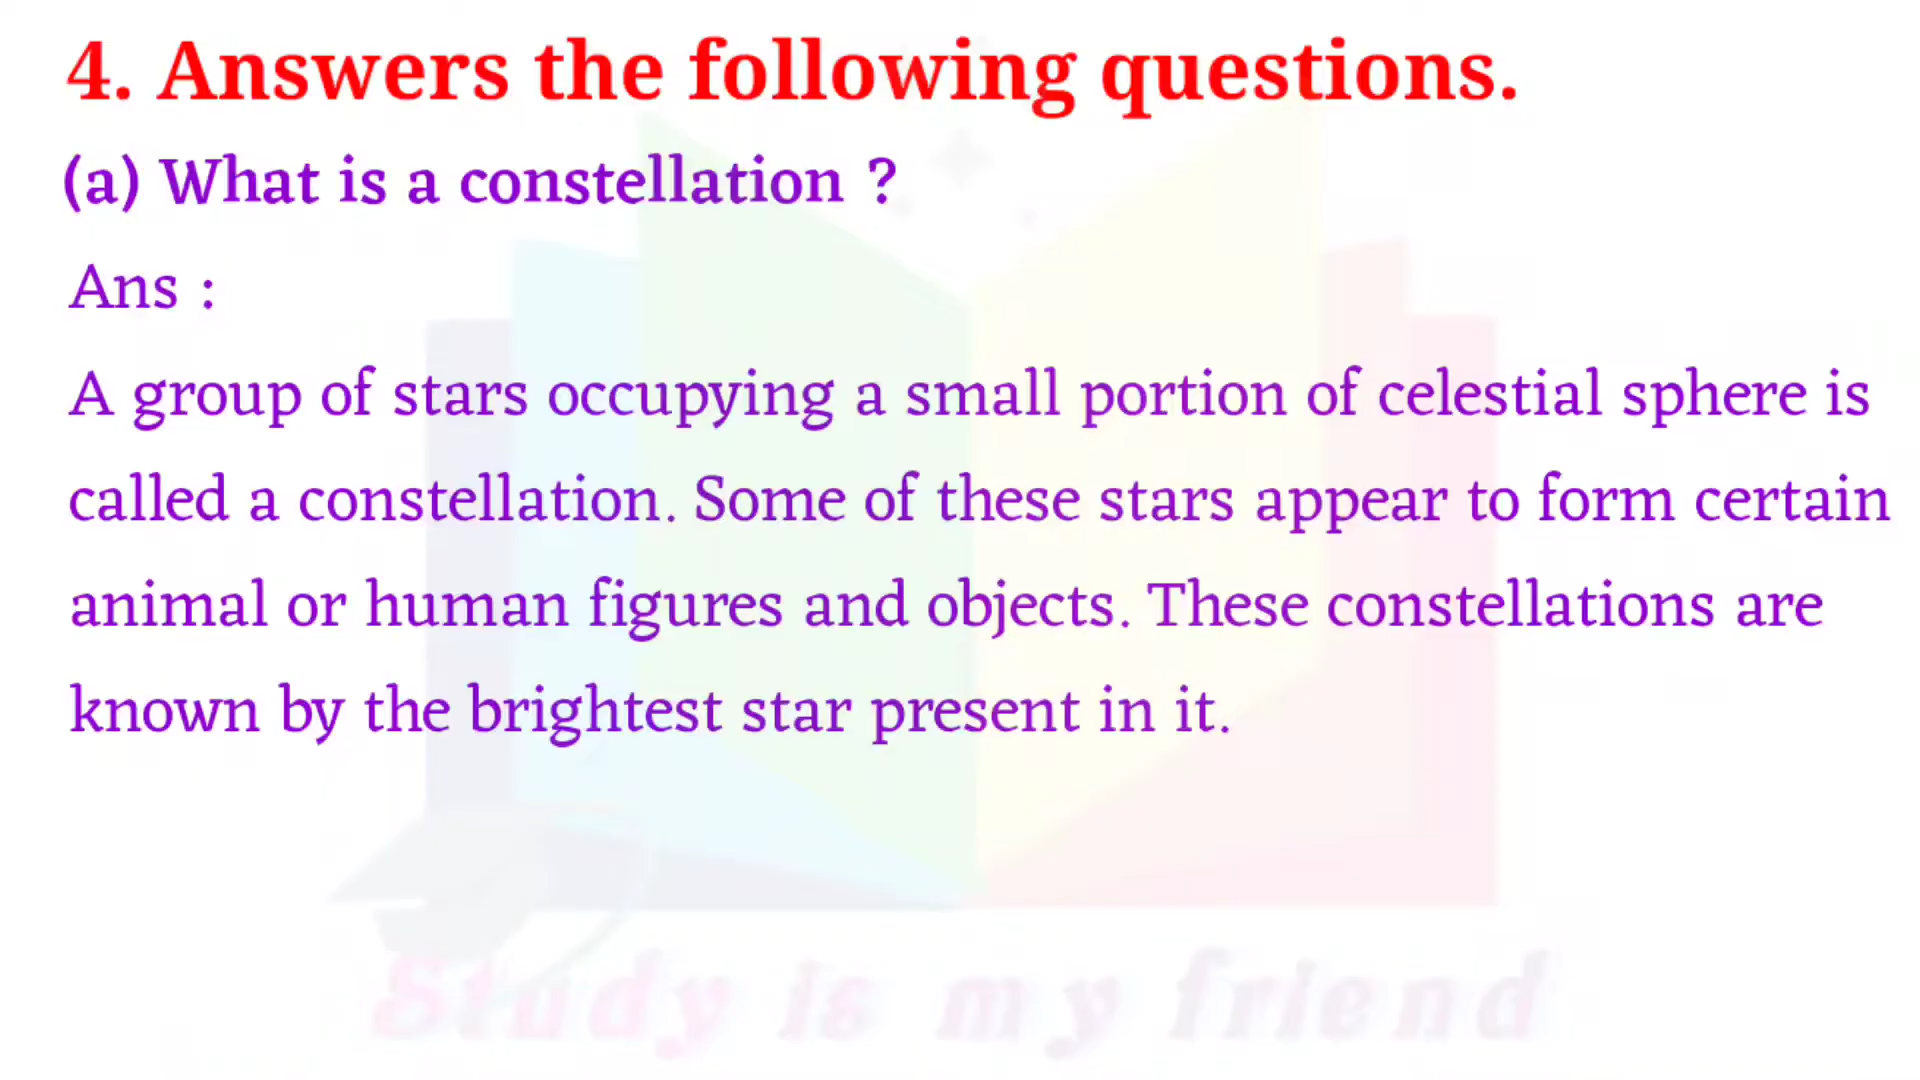 4. Answers the following questions.
(a) What is a constellation ?
Ans :
A group of stars occupying a small portion of celestial sphere is
called a constellation. Some of these stars appear to form certain
animal or human figures and objects. These constellations are
known by the brightest star present in it.
Study is my friend